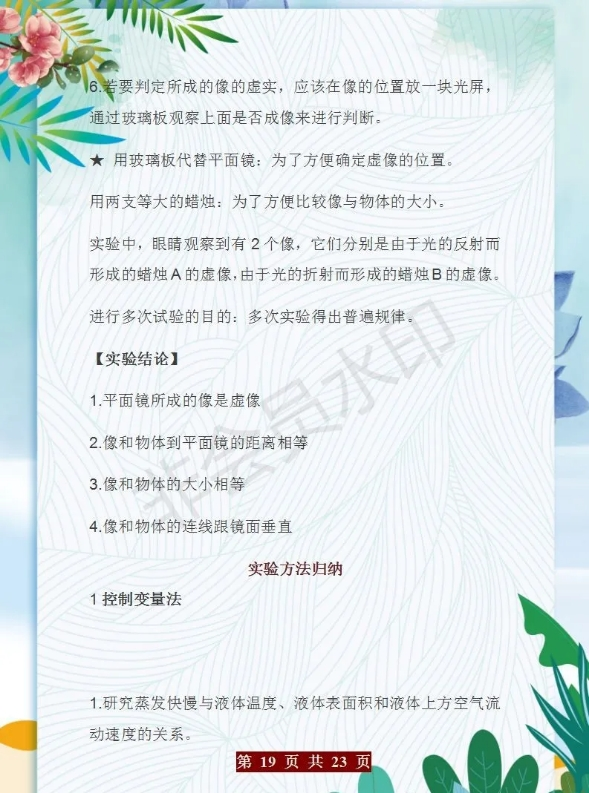 6.若要判定所成的像的虚实，应该在像的位置放一块光屏，
通过玻璃板观察上面是否成像来进行判断。
★ 用玻璃板代替平面镜：为了方便确定虚像的位置。
用两支等大的蜡烛：为了方便比较像与物体的大小。
实验中，眼睛观察到有2个像，它们分别是由于光的反射而
形成的蜡烛A的虚像,由于光的折射而形成的蜡烛B的虚像。
进行多次试验的目的：多次实验得出普遍规律。
【实验结论】
1.平面镜所成的像是虚像
2.像和物体到平面镜的距离相等
3.像和物体的大小相等
4.像和物体的连线跟镜面垂直
非会员水印
实验方法归纳
1控制变量法
1.研究蒸发快慢与液体温度、液体表面积和液体上方空气流
动速度的关系。
第 19 页 共 23 页